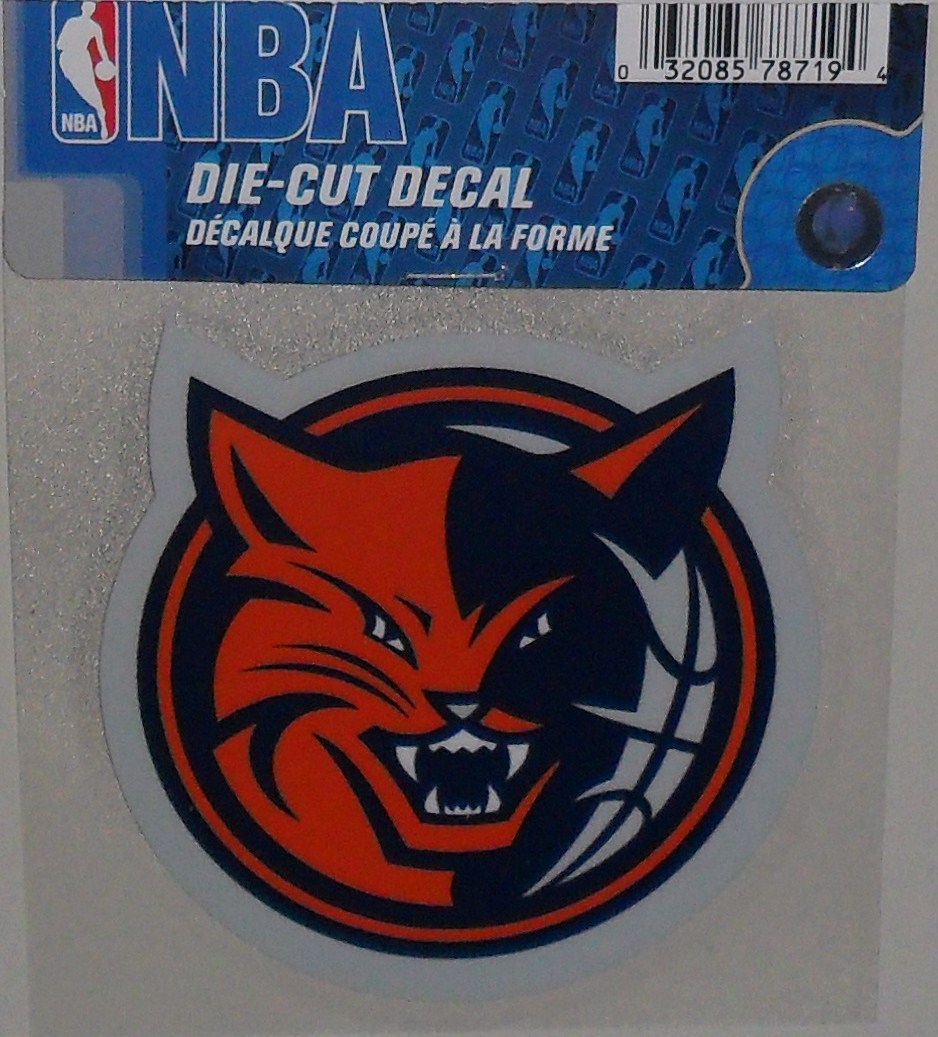 NBA
NBA
0 32085 78719 4
DIE-CUT DECAL
DÉCALQUE COUPÉ À LA FORME